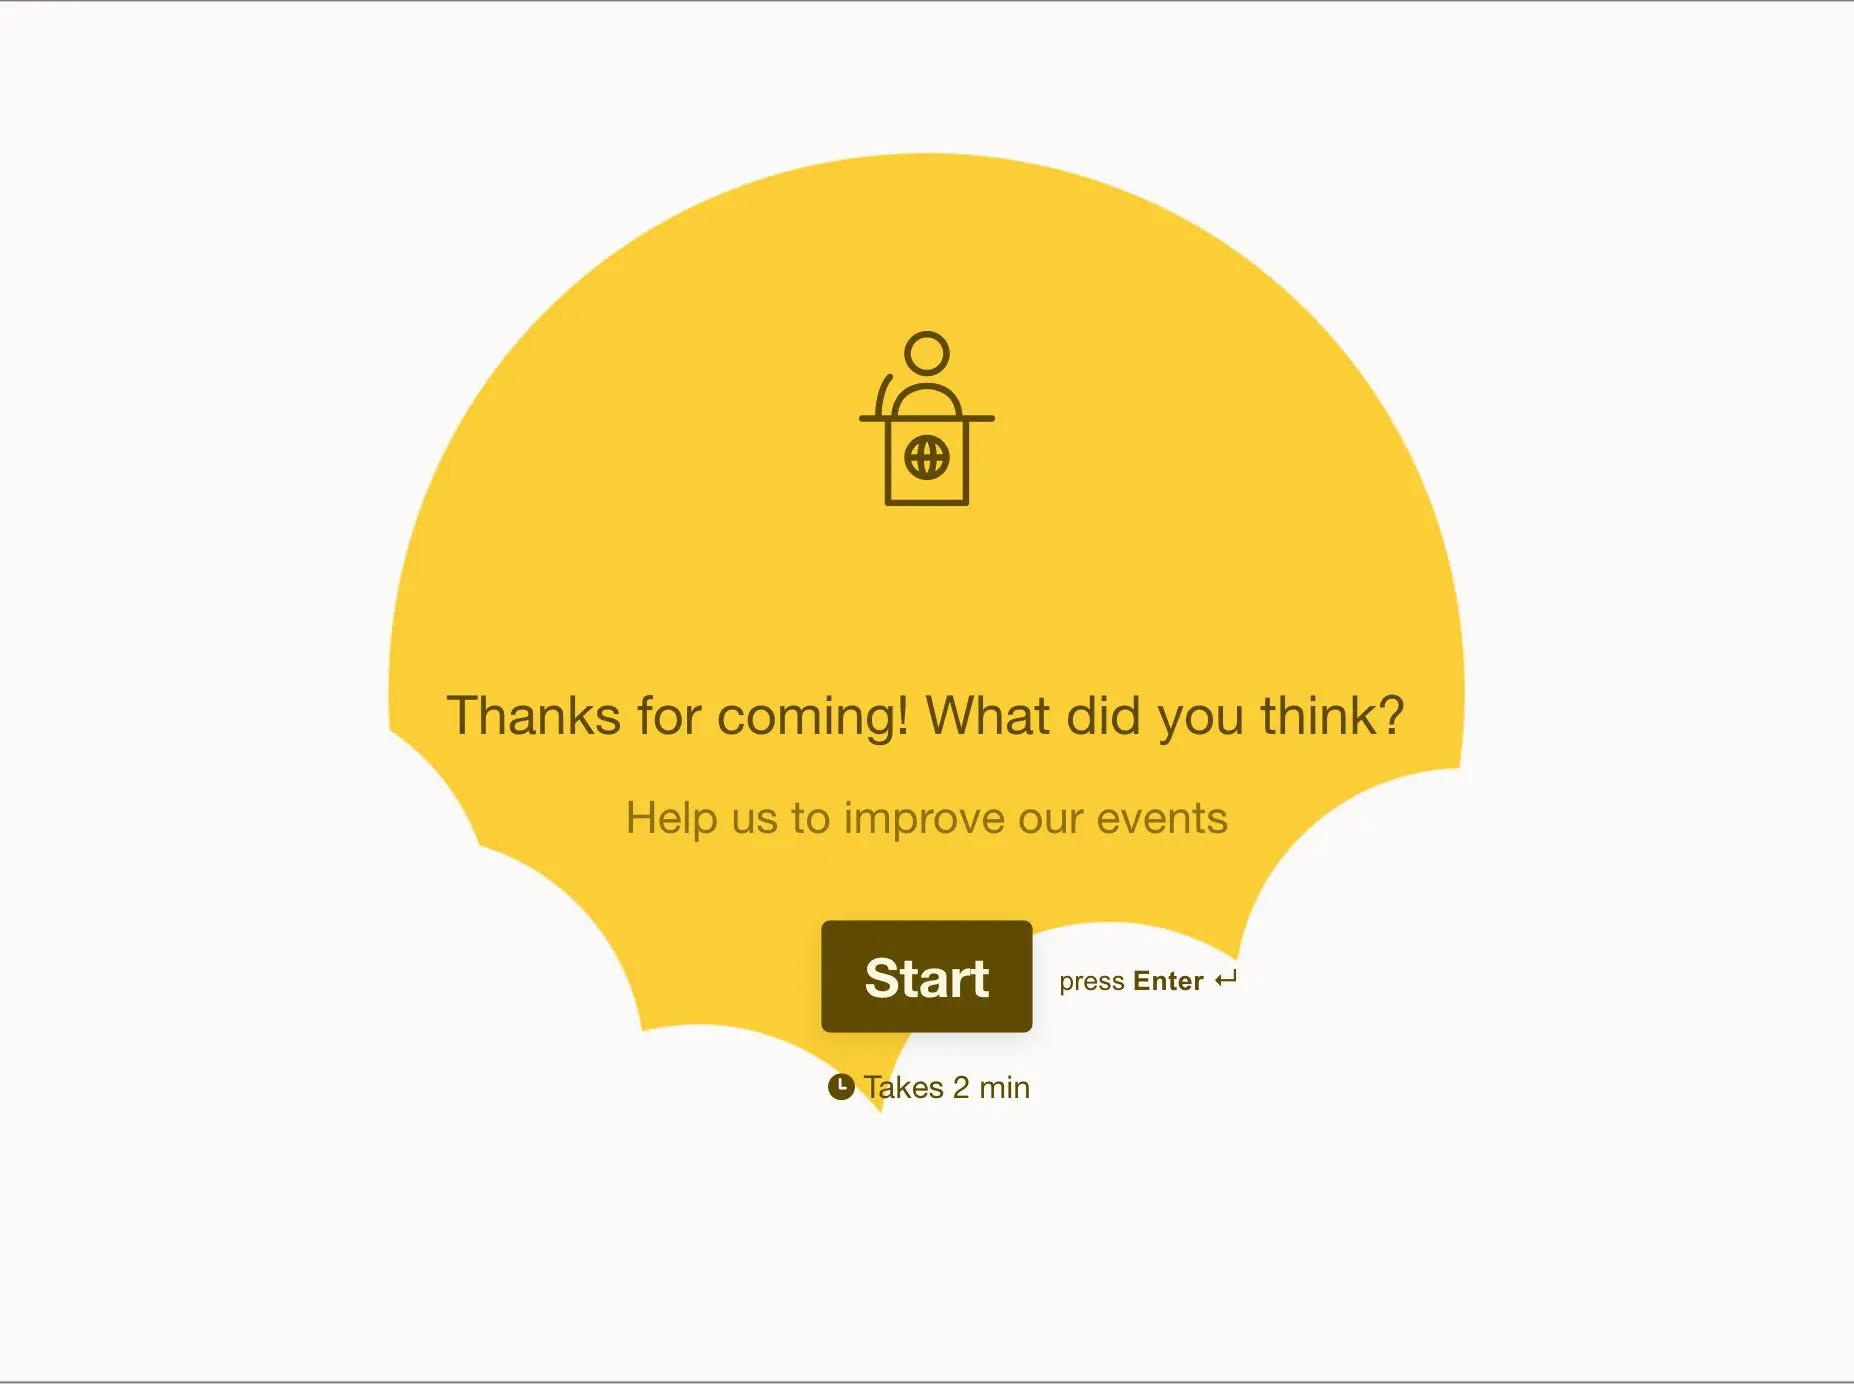 Thanks for coming! What did you think?
Help us to improve our events
Start
press Enter ↵
Takes 2 min